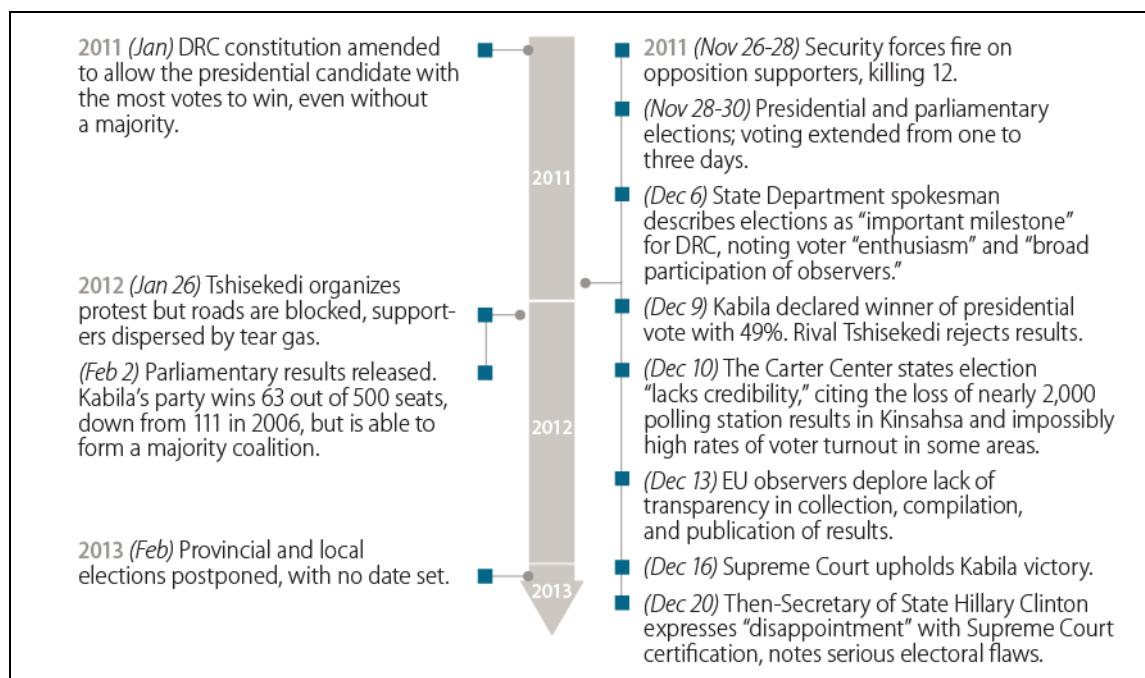 2011 (Jan) DRC constitution amended
to allow the presidential candidate with
the most votes to win, even without
a majority.
2012 (Jan 26) Tshisekedi organizes
protest but roads are blocked, support-
ers dispersed by tear gas.
(Feb 2) Parliamentary results released.
Kabila's party wins 63 out of 500 seats,
down from 111 in 2006, but is able to
form a majority coalition.
2013 (Feb) Provincial and local
elections postponed, with no date set.
2011
2012
2013
2011 (Nov 26-28) Security forces fire on
opposition supporters, killing 12.
(Nov 28-30) Presidential and parliamentary
elections; voting extended from one to
three days.
(Dec 6) State Department spokesman
describes elections as “important milestone”
for DRC, noting voter “enthusiasm” and “broad
participation of observers.”
(Dec 9) Kabila declared winner of presidential
vote with 49%. Rival Tshisekedi rejects results.
(Dec 10) The Carter Center states election
“lacks credibility,” citing the loss of nearly 2,000
polling station results in Kinsahsa and impossibly
high rates of voter turnout in some areas.
(Dec 13) EU observers deplore lack of
transparency in collection, compilation,
and publication of results.
(Dec 16) Supreme Court upholds Kabila victory.
(Dec 20) Then-Secretary of State Hillary Clinton
expresses “disappointment” with Supreme Court
certification, notes serious electoral flaws.